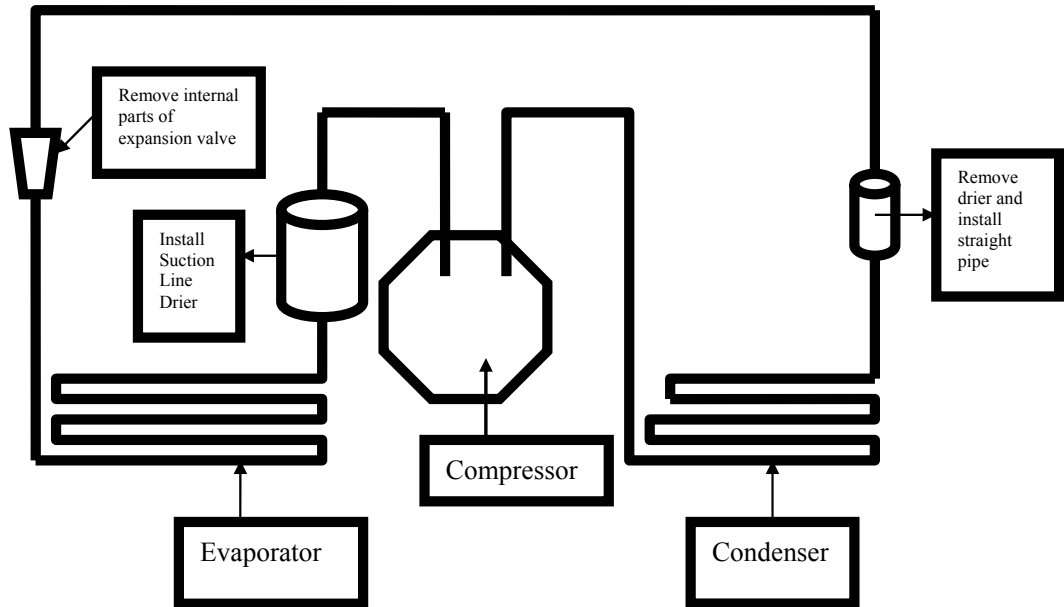 Remove internal
parts of
expansion valve
Install
Suction
Line
Drier
Remove
drier and
install
straight
pipe
Compressor
Evaporator
Condenser